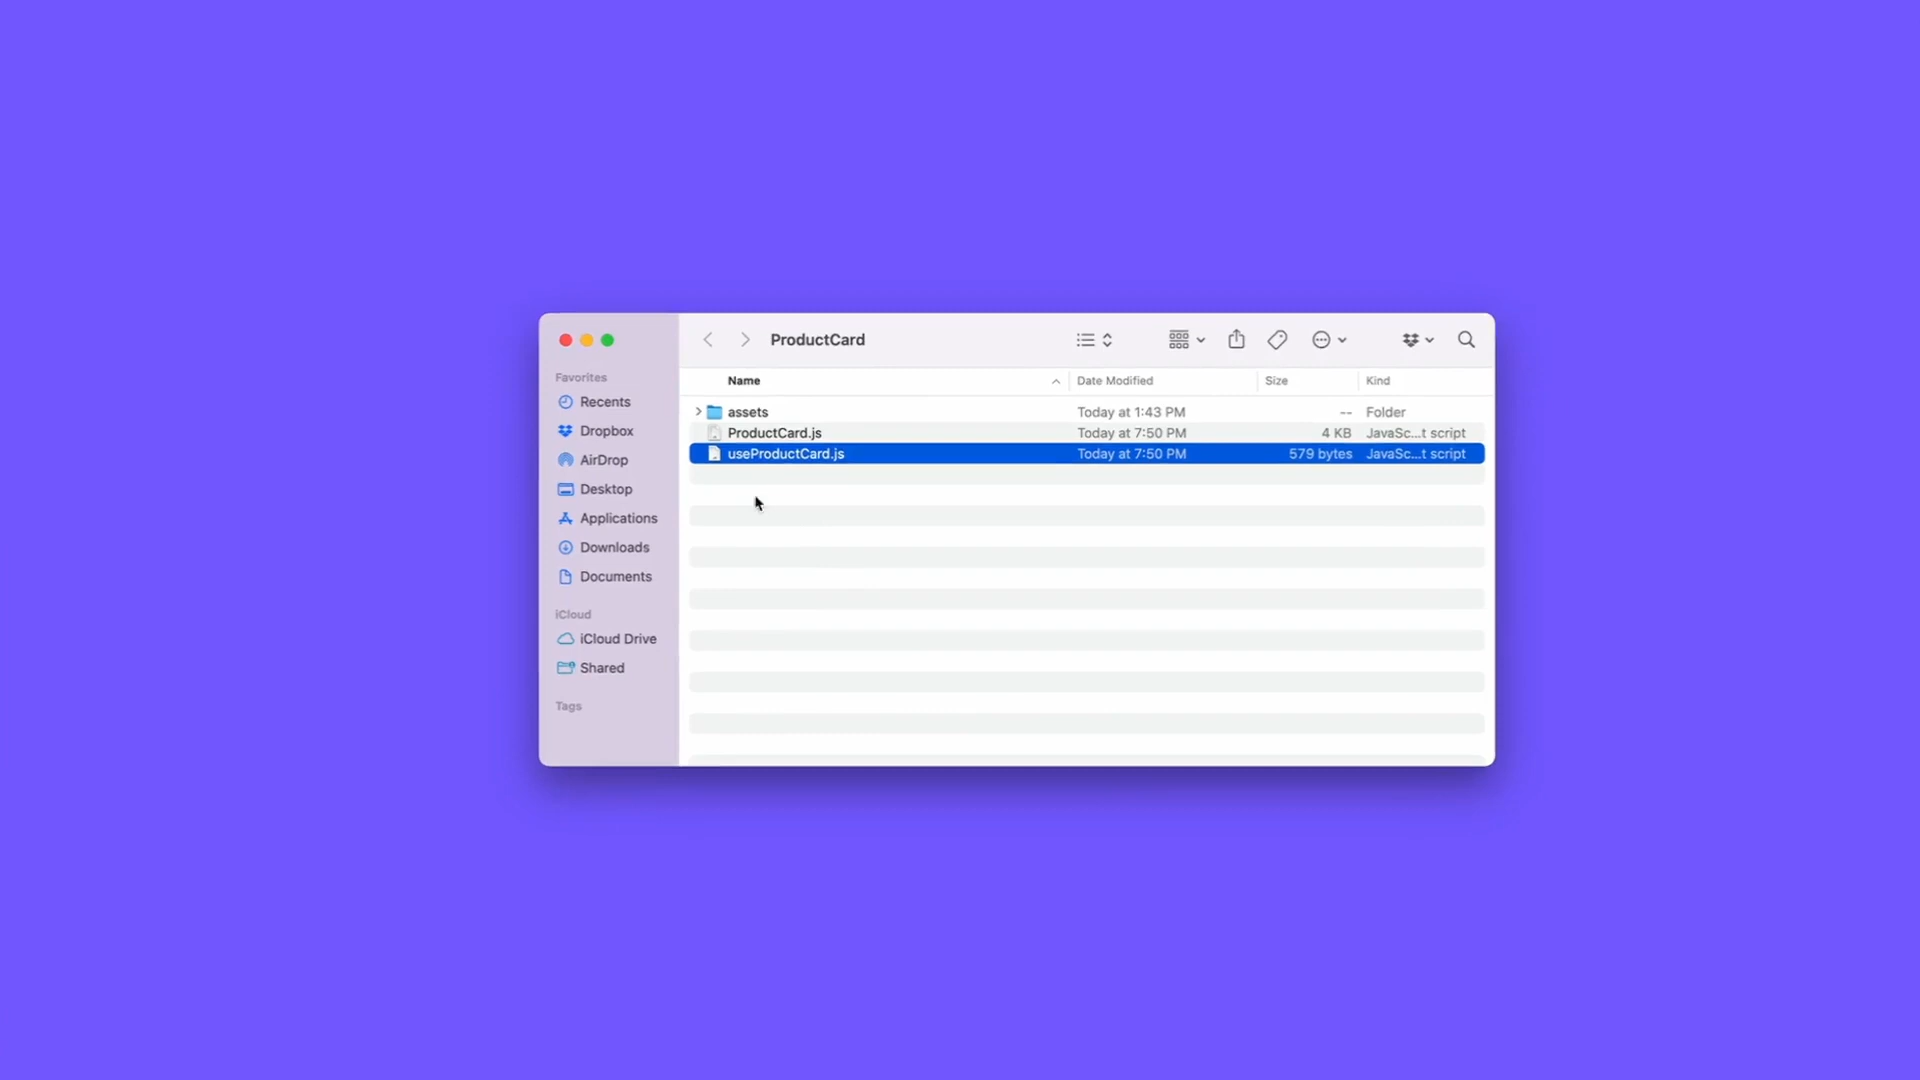 ProductCard
Favorites
Recents
Dropbox
AirDrop
Desktop
Applications
Downloads
Documents
iCloud
iCloud Drive
Shared
Tags
Name Date Modified Size Kind
assets Today at 1:43 PM -- Folder
ProductCard.js Today at 7:50 PM 4 KB JavaSc...t script
useProductCard.js Today at 7:50 PM 579 bytes JavaSc...t script